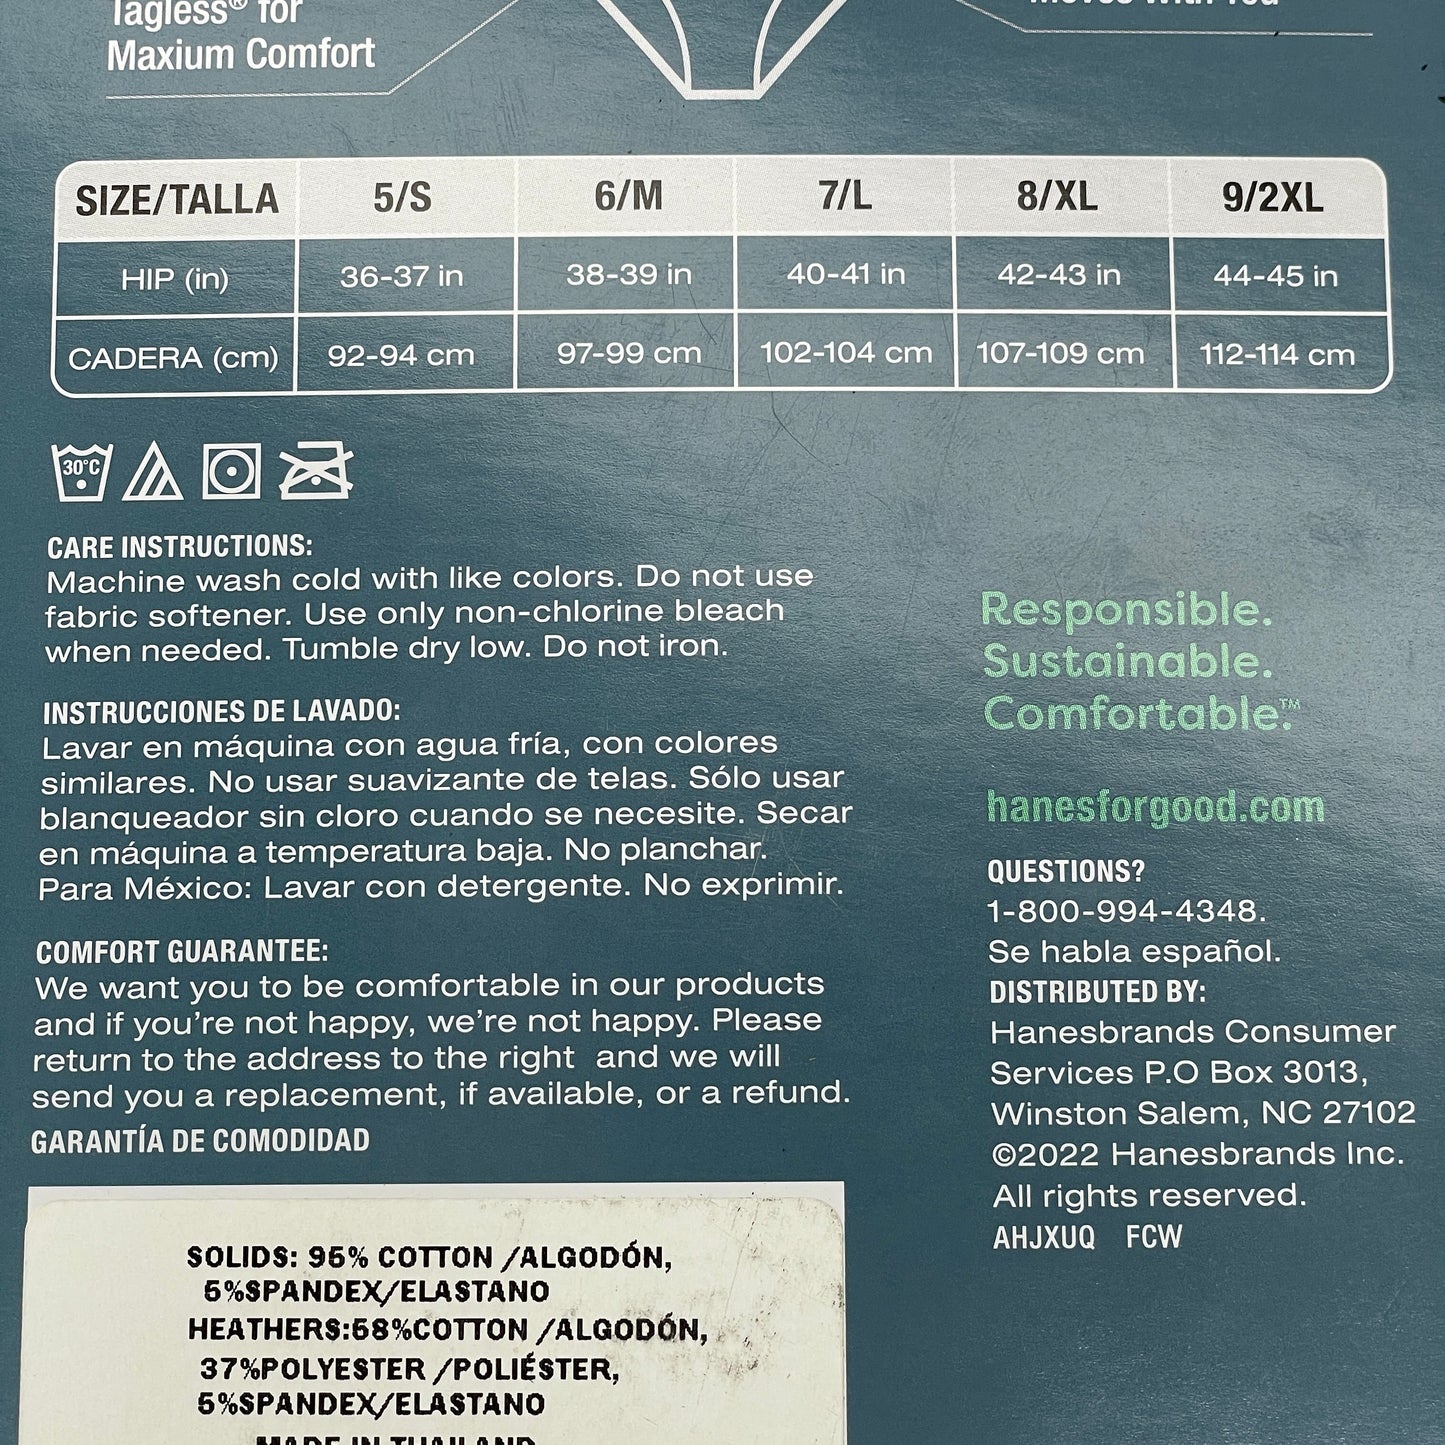 Tagless® for
Maxium Comfort
Moves With You
SIZE/TALLA 5/S 6/M 7/L 8/XL 9/2XL
HIP (in) 36-37 in 38-39 in 40-41 in 42-43 in 44-45 in
CADERA (cm) 92-94 cm 97-99 cm 102-104 cm 107-109 cm 112-114 cm
30°C
CARE INSTRUCTIONS:
Machine wash cold with like colors. Do not use
fabric softener. Use only non-chlorine bleach
when needed. Tumble dry low. Do not iron.
INSTRUCCIONES DE LAVADO:
Lavar en máquina con agua fría, con colores
similares. No usar suavizante de telas. Sólo usar
blanqueador sin cloro cuando se necesite. Secar
en máquina a temperatura baja. No planchar.
Para México: Lavar con detergente. No exprimir.
COMFORT GUARANTEE:
We want you to be comfortable in our products
and if you're not happy, we're not happy. Please
return to the address to the right and we will
send you a replacement, if available, or a refund.
GARANTÍA DE COMODIDAD
Responsible.
Sustainable.
Comfortable.™
hanesforgood.com
QUESTIONS?
1-800-994-4348.
Se habla español.
DISTRIBUTED BY:
Hanesbrands Consumer
Services P.O Box 3013,
Winston Salem, NC 27102
©2022 Hanesbrands Inc.
All rights reserved.
AHJXUQ FCW
SOLIDS: 95% COTTON /ALGODÓN,
5%SPANDEX/ELASTANO
HEATHERS:58%COTTON /ALGODÓN,
37%POLYESTER /POLIÉSTER,
5%SPANDEX/ELASTANO
MADE IN THAILAND